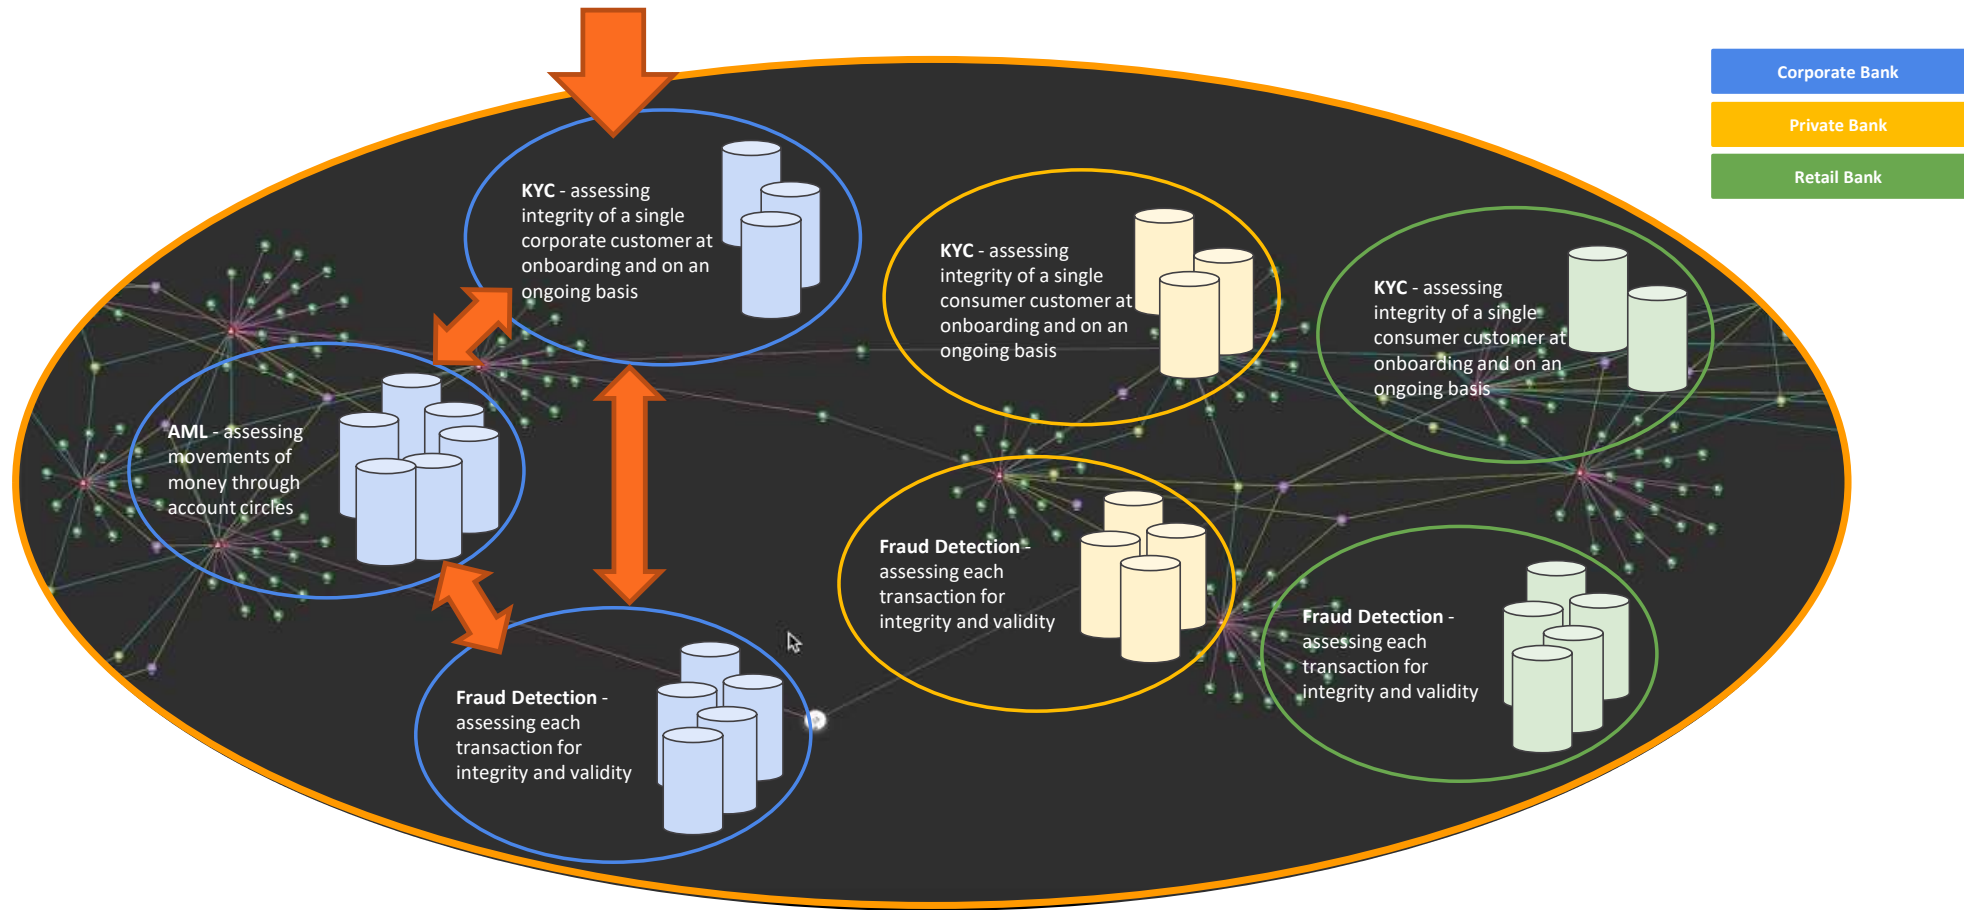 Corporate Bank
Private Bank
Retail Bank
KYC - assessing
integrity of a single
corporate customer at
onboarding and on an
ongoing basis
KYC - assessing
integrity of a single
consumer customer at
onboarding and on an
ongoing basis
KYC - assessing
integrity of a single
consumer customer at
onboarding and on an
ongoing basis
AML - assessing
movements of
money through
account circles
Fraud Detection -
assessing each
transaction for
integrity and validity
Fraud Detection -
assessing each
transaction for
integrity and validity
Fraud Detection -
assessing each
transaction for
integrity and validity